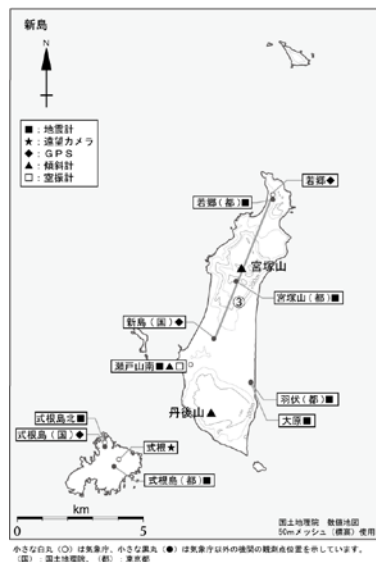 新島
N
■:地震計
★:遠望カメラ
◆:GPS
▲:傾斜計
□:空振計
若郷◆
若郷(都)■
宮塚山
宮塚山(都)■
③
新島(国)◆
瀬戸山南■▲□
羽伏(都)■
丹後山
大原■
式根島北■
式根島(国)◆
式根★
式根島(都)■
km
0 5
国土地理院 数値地図
50mメッシュ(標高)使用
小さな白丸(○)は気象庁、小さな黒丸(●)は気象庁以外の機関の観測点位置を示しています。
(国):国土地理院、(都):東京都